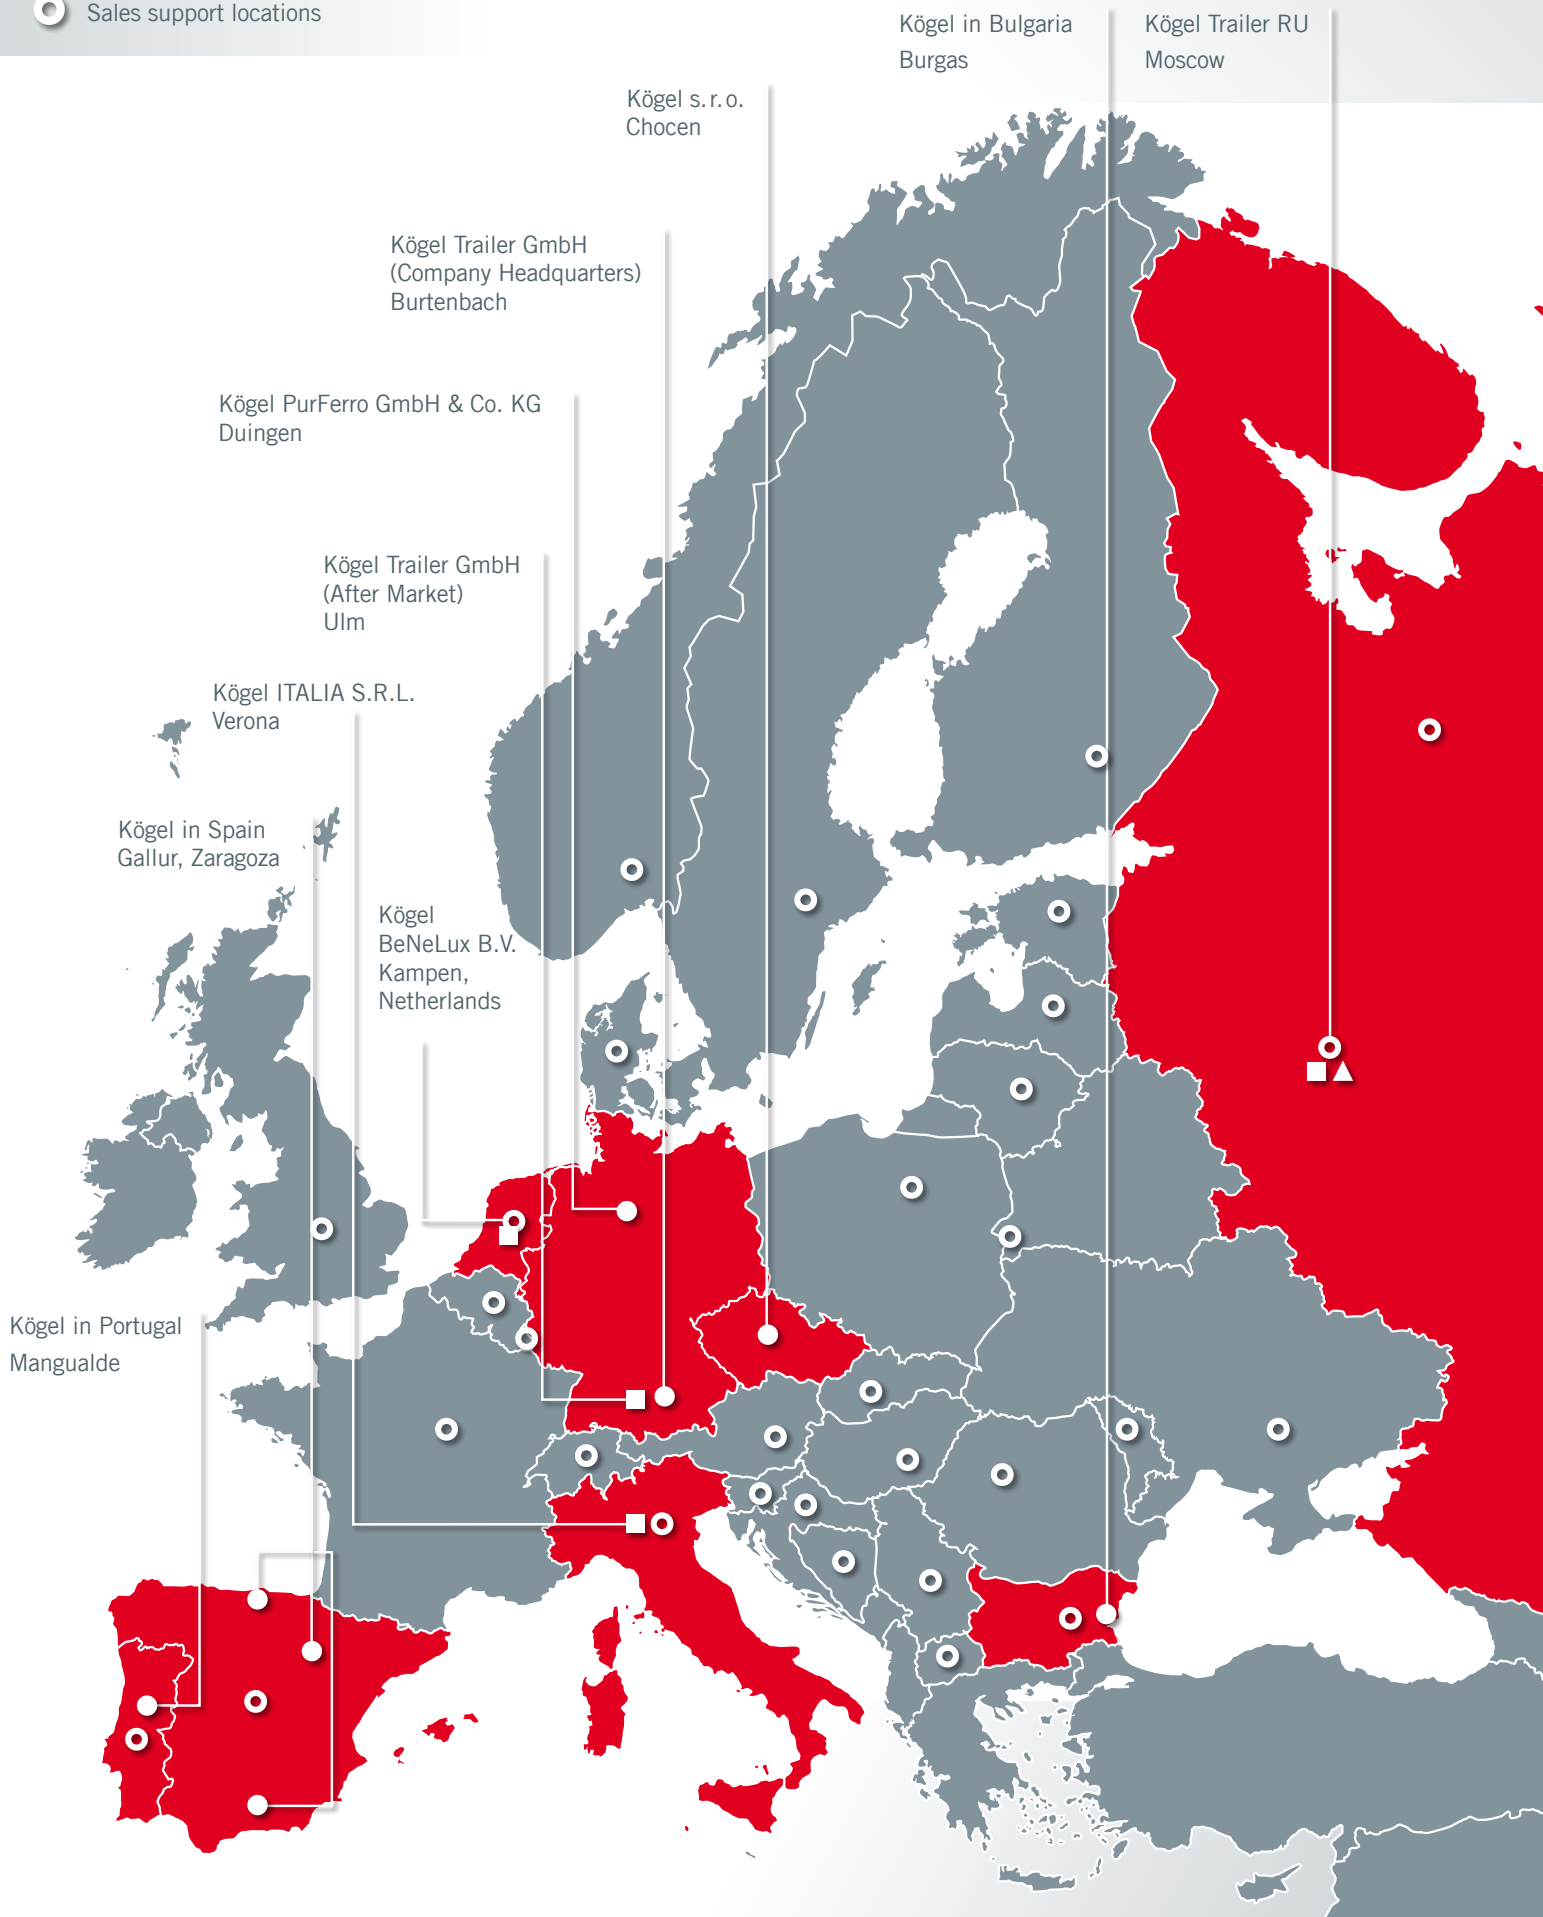 Sales support locations
Kögel in Bulgaria
Burgas
Kögel Trailer RU
Moscow
Kögel s.r.o.
Chocen
Kögel Trailer GmbH
(Company Headquarters)
Burtenbach
Kögel PurFerro GmbH & Co. KG
Duingen
Kögel Trailer GmbH
(After Market)
Ulm
Kögel ITALIA S.R.L.
Verona
Kögel in Spain
Gallur, Zaragoza
Kögel
BeNeLux B.V.
Kampen,
Netherlands
Kögel in Portugal
Mangualde